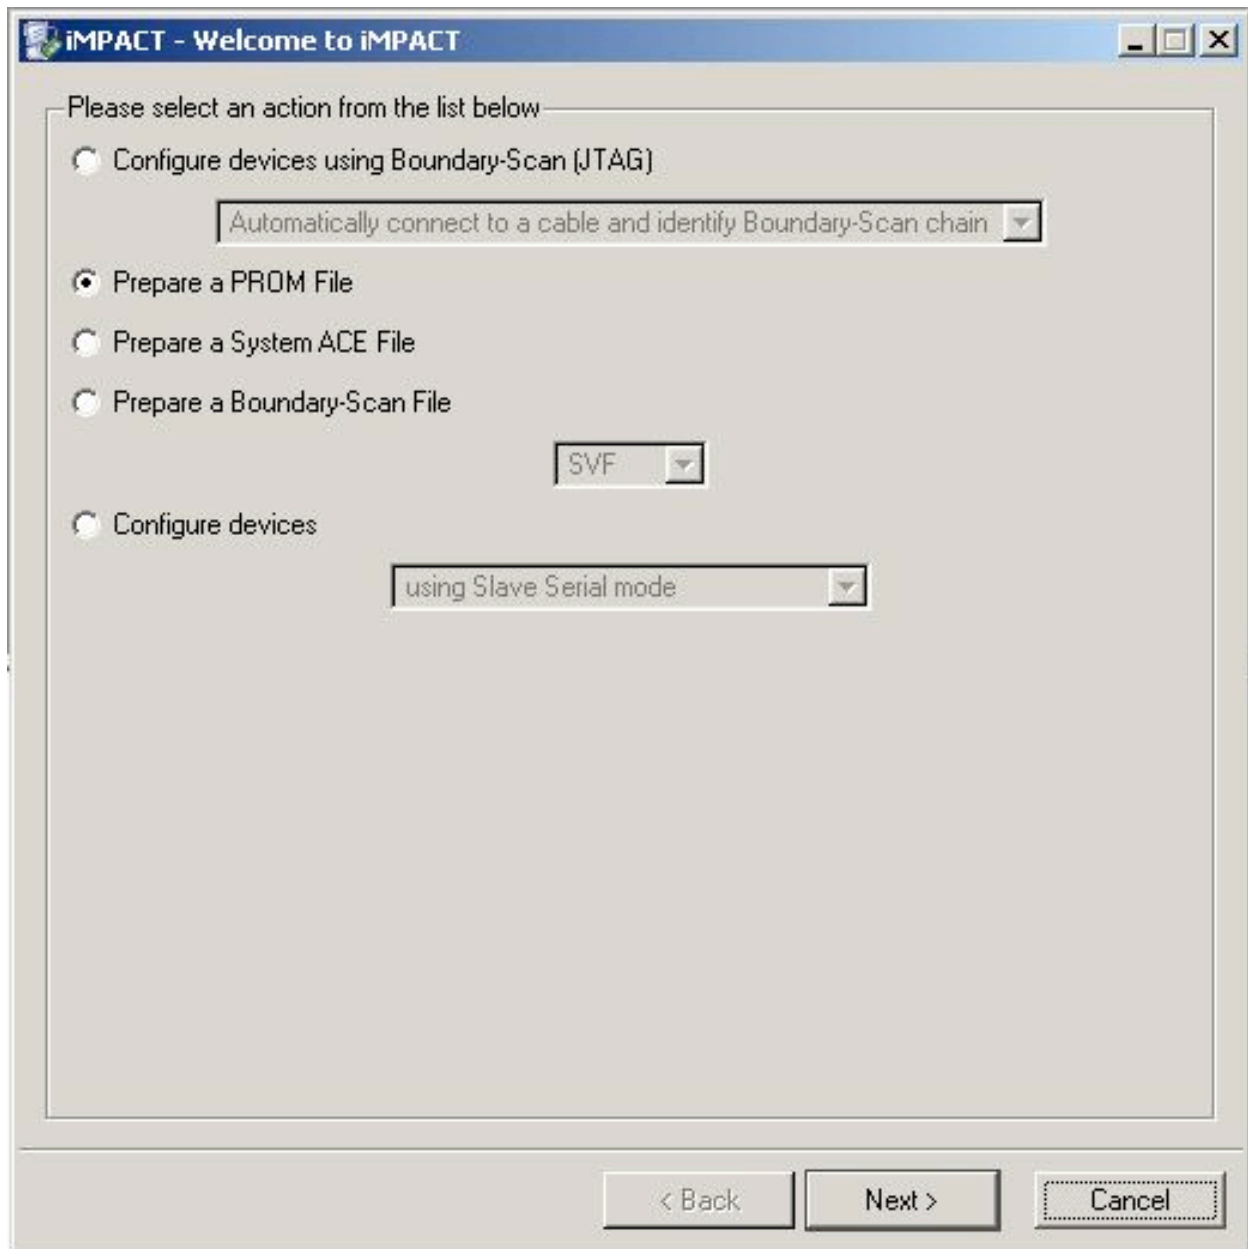 iMPACT - Welcome to iMPACT
Please select an action from the list below
Configure devices using Boundary-Scan (JTAG)
Automatically connect to a cable and identify Boundary-Scan chain
Prepare a PROM File
Prepare a System ACE File
Prepare a Boundary-Scan File
SVF
Configure devices
using Slave Serial mode
< Back Next > Cancel